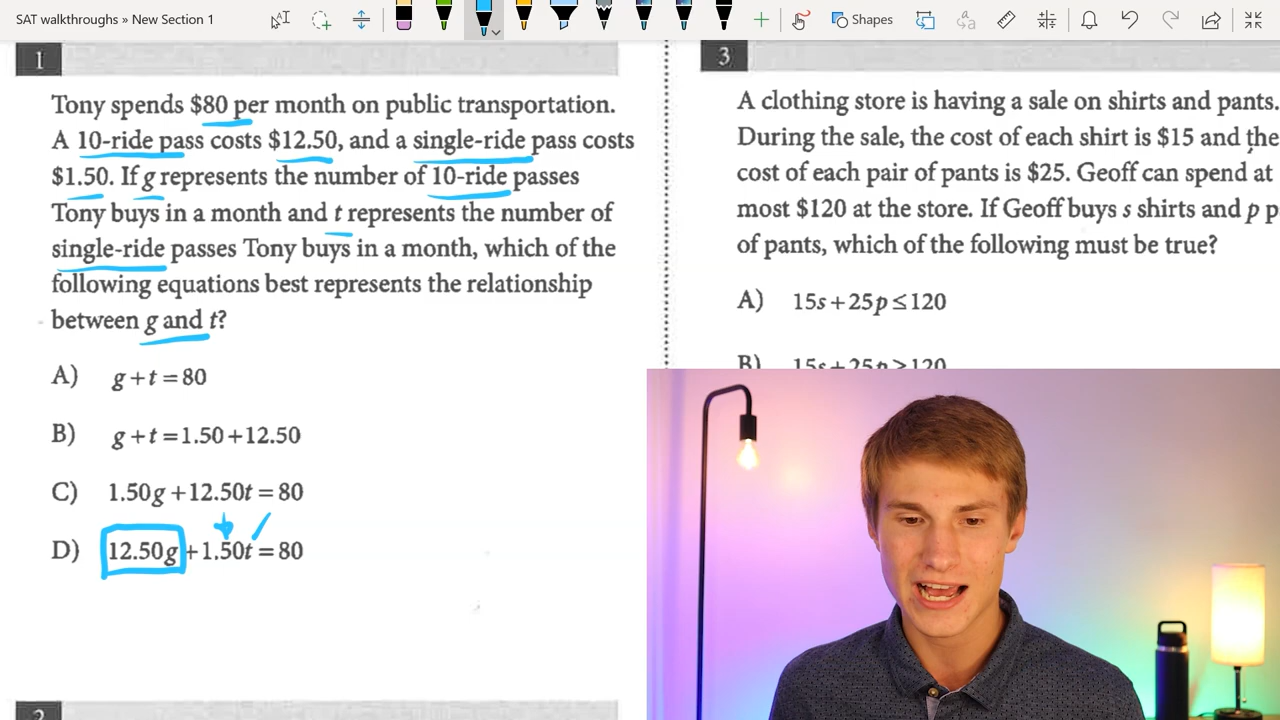 SAT walkthroughs » New Section 1
Shapes
1
Tony spends $80 per month on public transportation.
A 10-ride pass costs $12.50, and a single-ride pass costs
$1.50. If g represents the number of 10-ride passes
Tony buys in a month and t represents the number of
single-ride passes Tony buys in a month, which of the
following equations best represents the relationship
between g and t?
A) g+t=80
B) g+t=1.50+12.50
C) 1.50g+12.50t=80
D) 12.50g+1.50t=80
3
A clothing store is having a sale on shirts and pants.
During the sale, the cost of each shirt is $15 and the
cost of each pair of pants is $25. Geoff can spend at
most $120 at the store. If Geoff buys s shirts and p p
of pants, which of the following must be true?
A) 15s+25p≤120
B) 15s+25p≥120